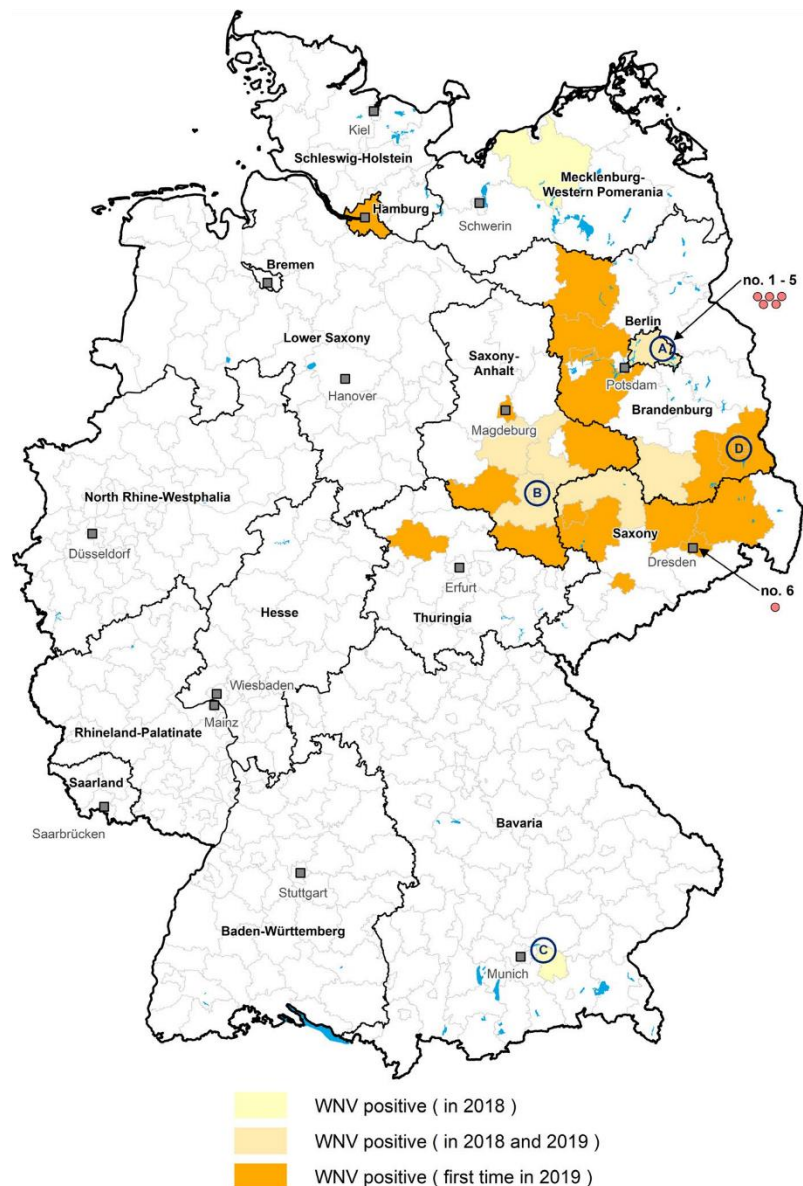 Kiel
Schleswig-Holstein
Mecklenburg-
Western Pomerania
Hamburg
Schwerin
Bremen
no. 1 - 5
Berlin
A
Lower Saxony
Saxony-
Anhalt
Potsdam
Hanover
Brandenburg
Magdeburg
D
B
North Rhine-Westphalia
Saxony
Düsseldorf
Dresden
Erfurt
no. 6
Hesse
Thuringia
Wiesbaden
Mainz
Rhineland-Palatinate
Saarland
Bavaria
Saarbrücken
Stuttgart
Baden-Württemberg
C
Munich
WNV positive ( in 2018 )
WNV positive ( in 2018 and 2019 )
WNV positive ( first time in 2019 )